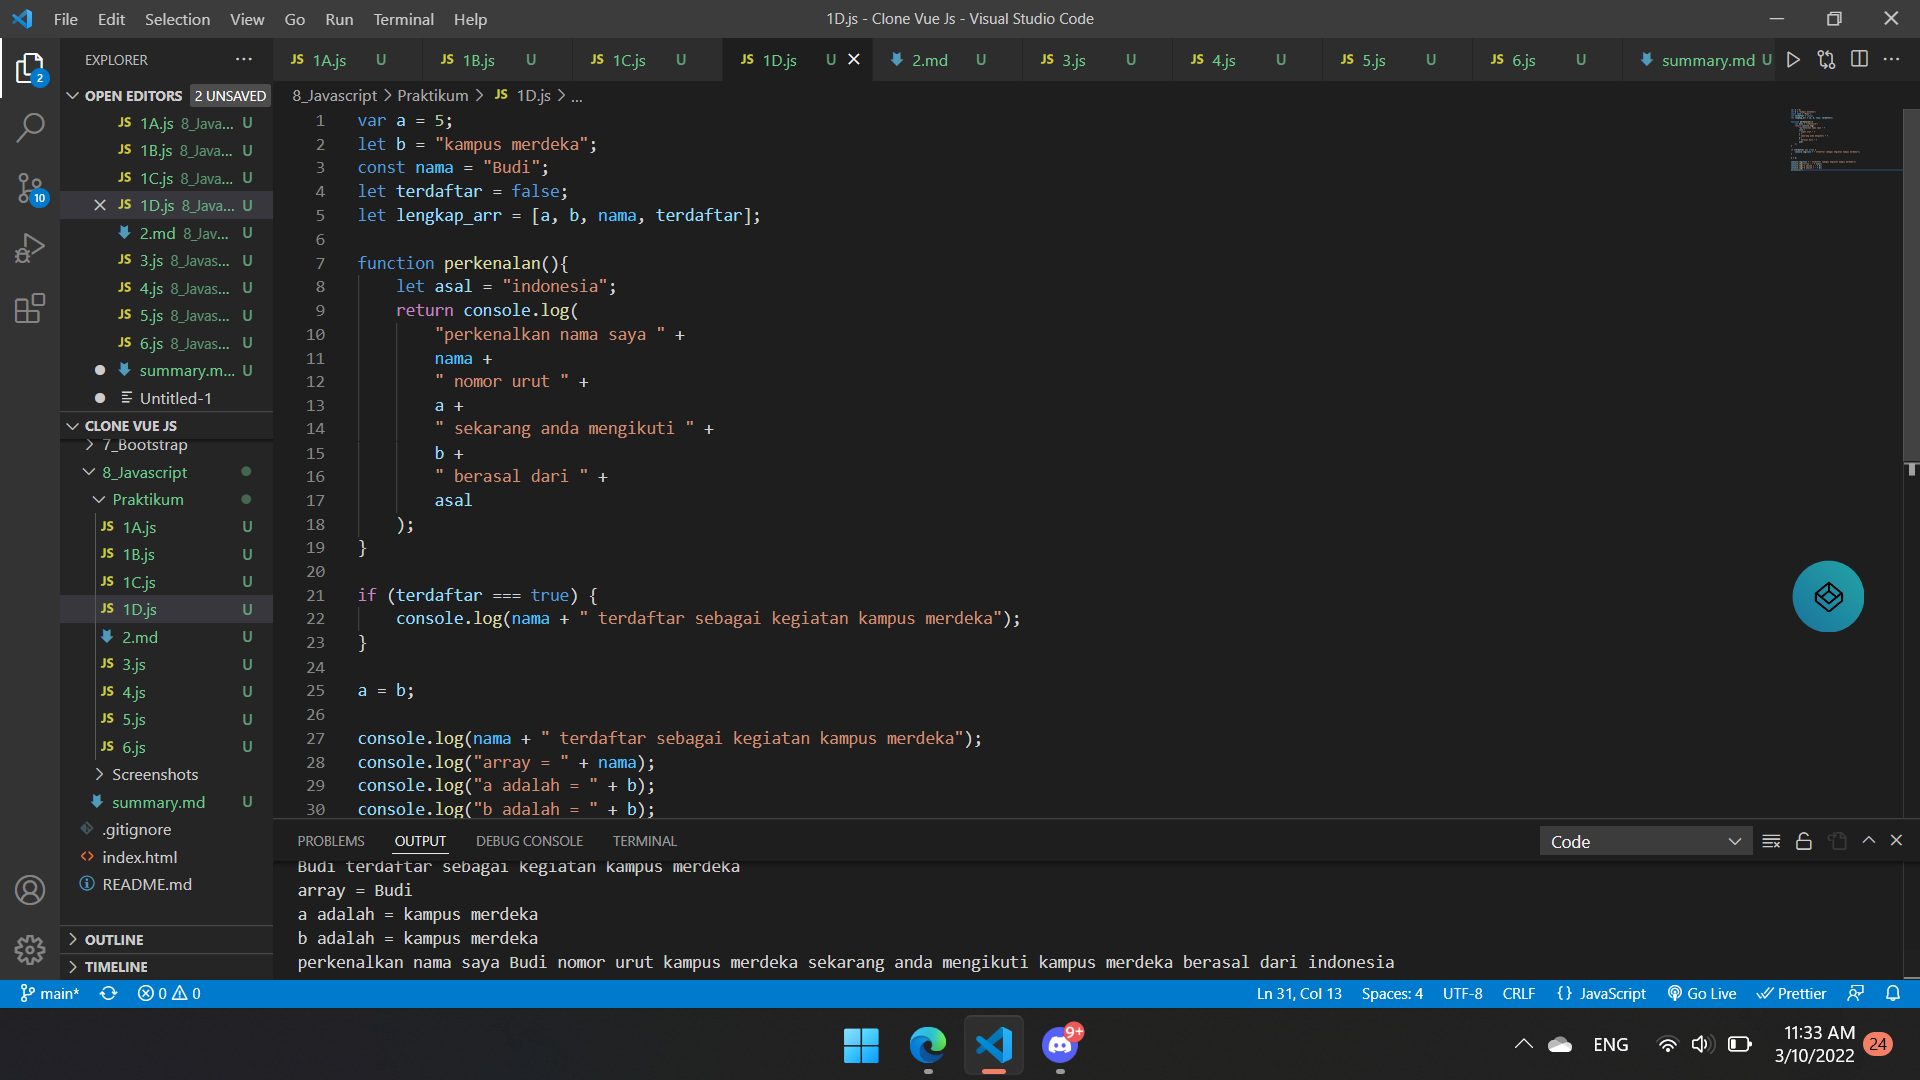 File Edit Selection View Go Run Terminal Help
1D.js - Clone Vue Js - Visual Studio Code
EXPLORER
JS 1A.js U JS 1B.js U JS 1C.js U JS 1D.js U 2.md U JS 3.js U JS 4.js U JS 5.js U JS 6.js U summary.md U
2
OPEN EDITORS 2 UNSAVED
JS 1A.js 8_Java... U
JS 1B.js 8_Java... U
JS 1C.js 8_Java... U
10
JS 1D.js 8_Java... U
2.md 8_Jav... U
JS 3.js 8_Javas... U
JS 4.js 8_Javas... U
JS 5.js 8_Javas... U
JS 6.js 8_Javas... U
summary.m... U
Untitled-1
CLONE VUE JS
7_Bootstrap
8_Javascript
Praktikum
JS 1A.js U
JS 1B.js U
JS 1C.js U
JS 1D.js U
2.md U
JS 3.js U
JS 4.js U
JS 5.js U
JS 6.js U
Screenshots
summary.md U
.gitignore
index.html
README.md
OUTLINE
TIMELINE
8_Javascript > Praktikum > JS 1D.js > ...
1 var a = 5;
2 let b = "kampus merdeka";
3 const nama = "Budi";
4 let terdaftar = false;
5 let lengkap_arr = [a, b, nama, terdaftar];
6
7 function perkenalan(){
8 let asal = "indonesia";
9 return console.log(
10 "perkenalkan nama saya " +
11 nama +
12 " nomor urut " +
13 a +
14 " sekarang anda mengikuti " +
15 b +
16 " berasal dari " +
17 asal
18 );
19 }
20
21 if (terdaftar === true) {
22 console.log(nama + " terdaftar sebagai kegiatan kampus merdeka");
23 }
24
25 a = b;
26
27 console.log(nama + " terdaftar sebagai kegiatan kampus merdeka");
28 console.log("array = " + nama);
29 console.log("a adalah = " + b);
30 console.log("b adalah = " + b);
PROBLEMS OUTPUT DEBUG CONSOLE TERMINAL
Code
Budi terdaftar sebagai kegiatan kampus merdeka
array = Budi
a adalah = kampus merdeka
b adalah = kampus merdeka
perkenalkan nama saya Budi nomor urut kampus merdeka sekarang anda mengikuti kampus merdeka berasal dari indonesia
main* 0 0
Ln 31, Col 13 Spaces: 4 UTF-8 CRLF {} JavaScript Go Live Prettier
9+
ENG
11:33 AM
3/10/2022
24